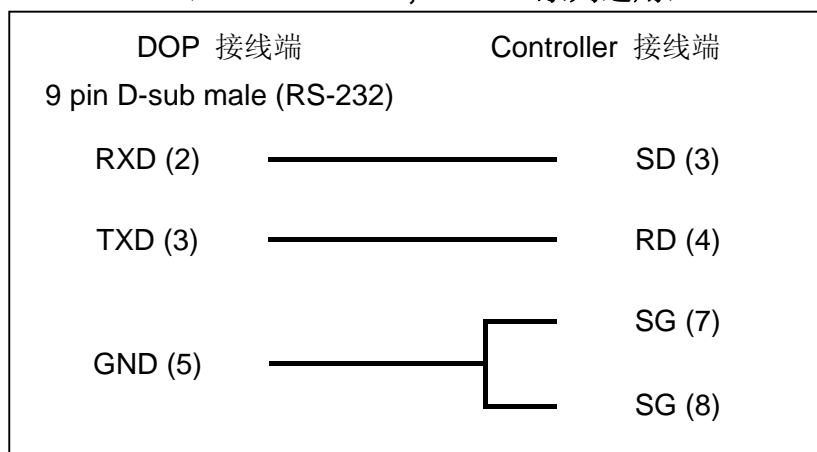 DOP 接线端 Controller 接线端
9 pin D-sub male (RS-232)
RXD (2) SD (3)
TXD (3) RD (4)
SG (7)
GND (5)
SG (8)